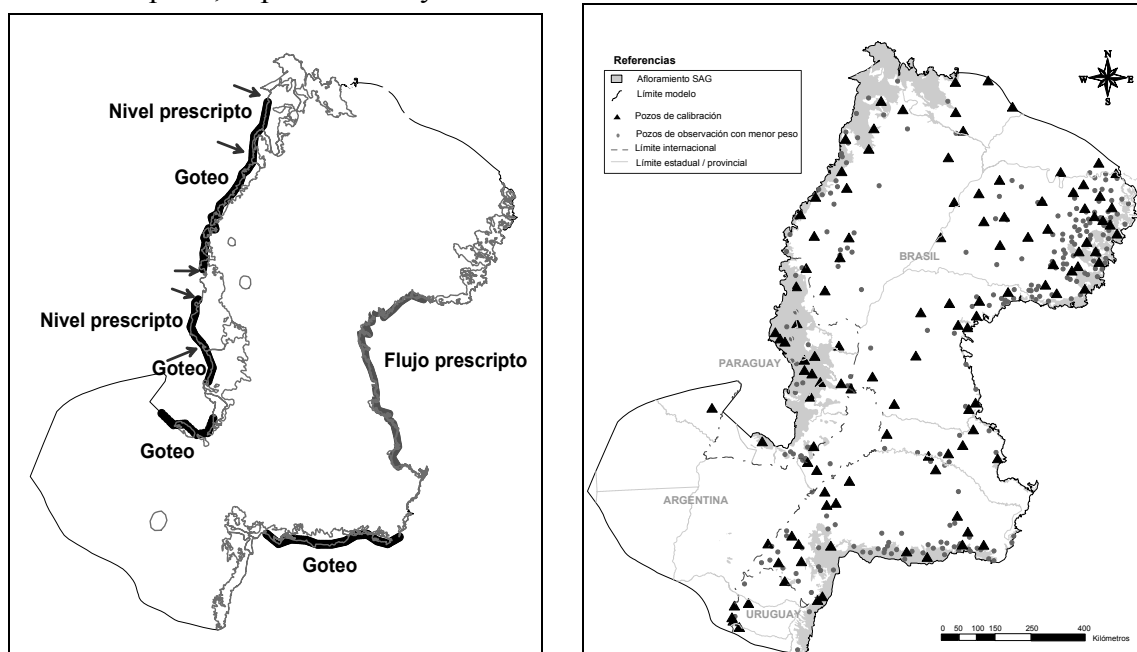 Nivel prescripto
Goteo
Nivel prescripto
Goteo
Flujo prescripto
Goteo
Goteo
Referencias
Afloramiento SAG
Límite modelo
Pozos de calibración
Pozos de observación con menor peso
Límite internacional
Límite estadual / provincial
N
W E
S
BRASIL
PARAGUAY
ARGENTINA
URUGUAY
0 50 100 150 200 400
Kilómetros